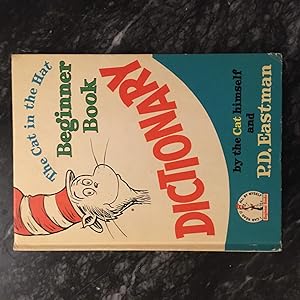 The Cat in the Hat
Beginner
Book
DICTIONARY
by the Cat himself
and
P.D. Eastman